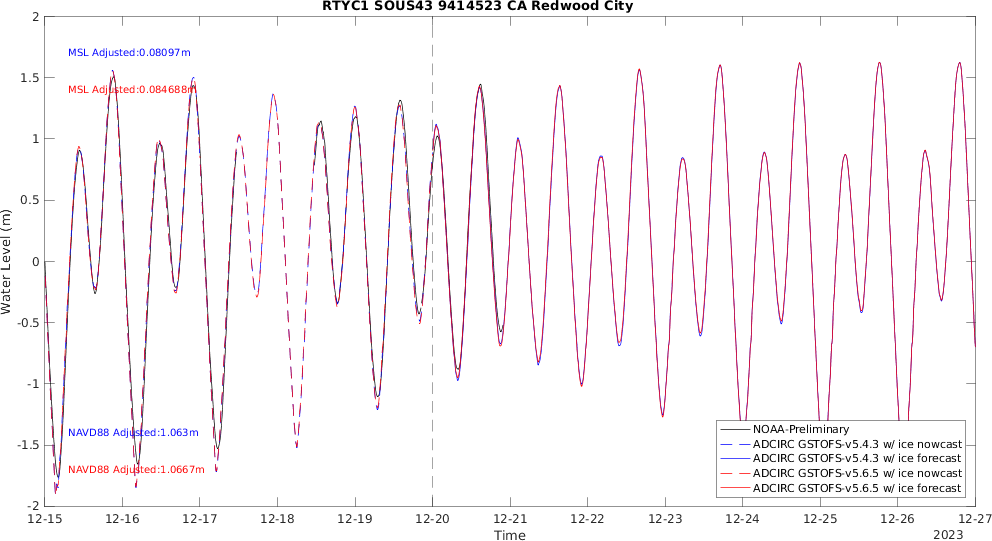 RTYC1 SOUS43 9414523 CA Redwood City
MSL Adjusted:0.08097m
MSL Adjusted:0.084688m
NAVD88 Adjusted:1.063m
NAVD88 Adjusted:1.0667m
Water Level (m)
2
1.5
1
0.5
0
-0.5
-1
-1.5
-2
NOAA-Preliminary
ADCIRC GSTOFS-v5.4.3 w/ ice nowcast
ADCIRC GSTOFS-v5.4.3 w/ ice forecast
ADCIRC GSTOFS-v5.6.5 w/ ice nowcast
ADCIRC GSTOFS-v5.6.5 w/ ice forecast
12-15 12-16 12-17 12-18 12-19 12-20 12-21 12-22 12-23 12-24 12-25 12-26 12-27
Time
2023